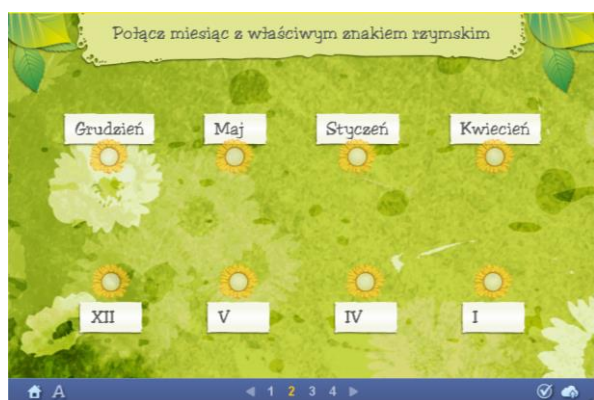 Połącz miesiąc z właściwym znakiem rzymskim
Grudzień Maj Styczeń Kwiecień
XII V IV I
A 1 2 3 4